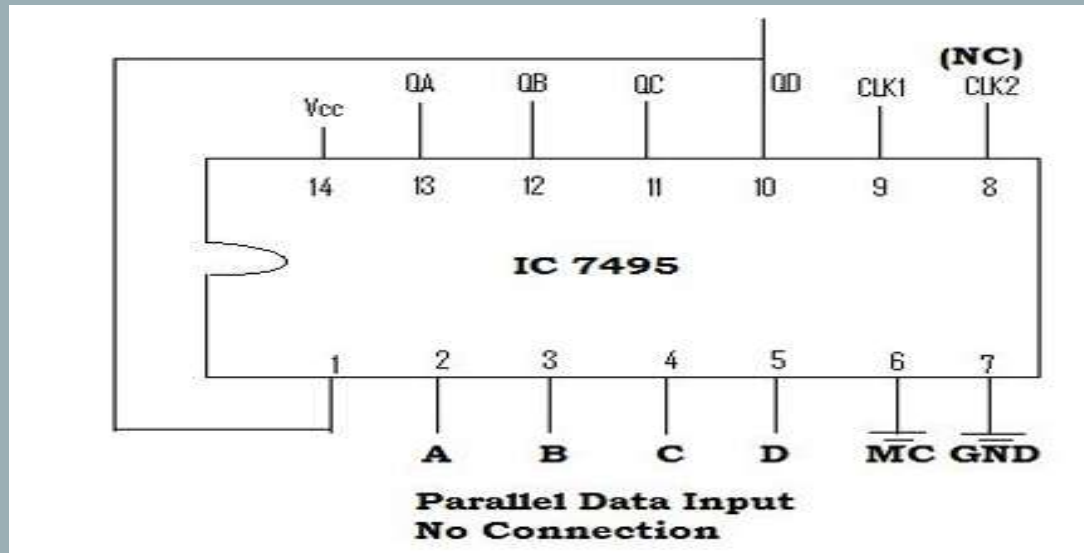 (NC)
Vcc QA QB QC QD CLK1 CLK2
14 13 12 11 10 9 8
IC 7495
1 2 3 4 5 6 7
A B C D MC GND
Parallel Data Input
No Connection